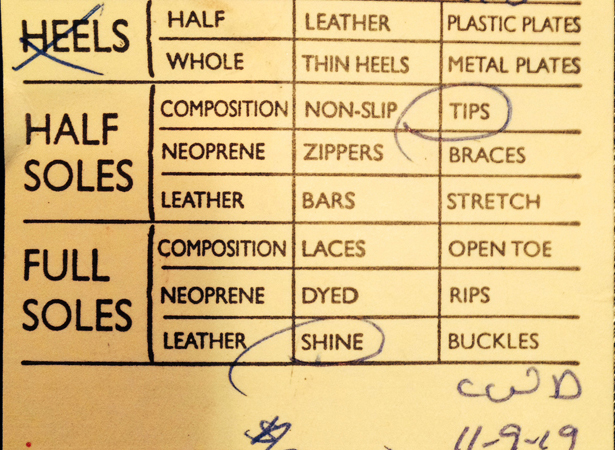 HEELS HALF LEATHER PLASTIC PLATES
WHOLE THIN HEELS METAL PLATES
HALF SOLES COMPOSITION NON-SLIP TIPS
NEOPRENE ZIPPERS BRACES
LEATHER BARS STRETCH
FULL SOLES COMPOSITION LACES OPEN TOE
NEOPRENE DYED RIPS
LEATHER SHINE BUCKLES
11-9-19